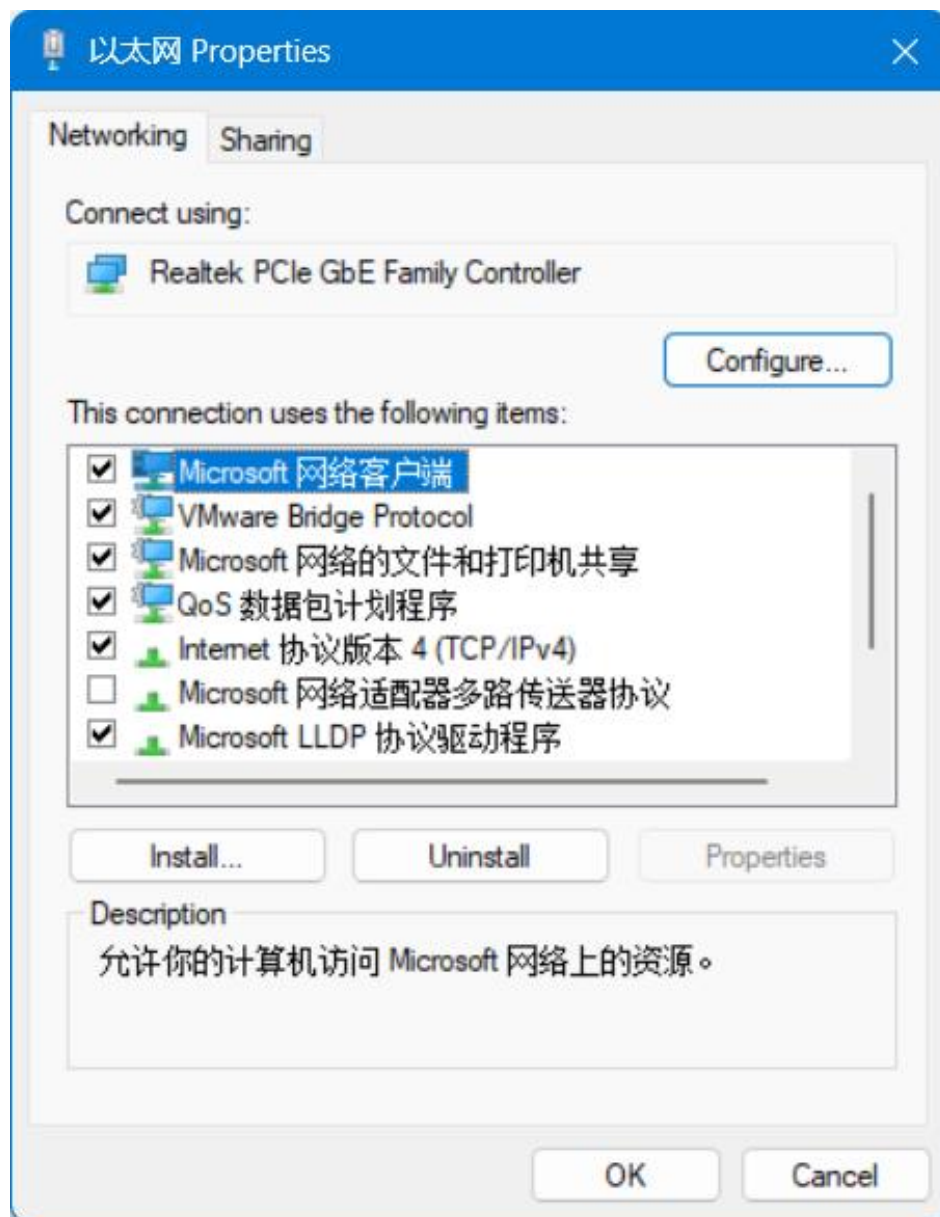 以太网 Properties
Networking
Sharing
Connect using:
Realtek PCIe GbE Family Controller
Configure...
This connection uses the following items:
Microsoft 网络客户端
VMware Bridge Protocol
Microsoft 网络的文件和打印机共享
QoS 数据包计划程序
Internet 协议版本 4 (TCP/IPv4)
Microsoft 网络适配器多路传送器协议
Microsoft LLDP 协议驱动程序
Install...
Uninstall
Properties
Description
允许你的计算机访问 Microsoft 网络上的资源。
OK
Cancel